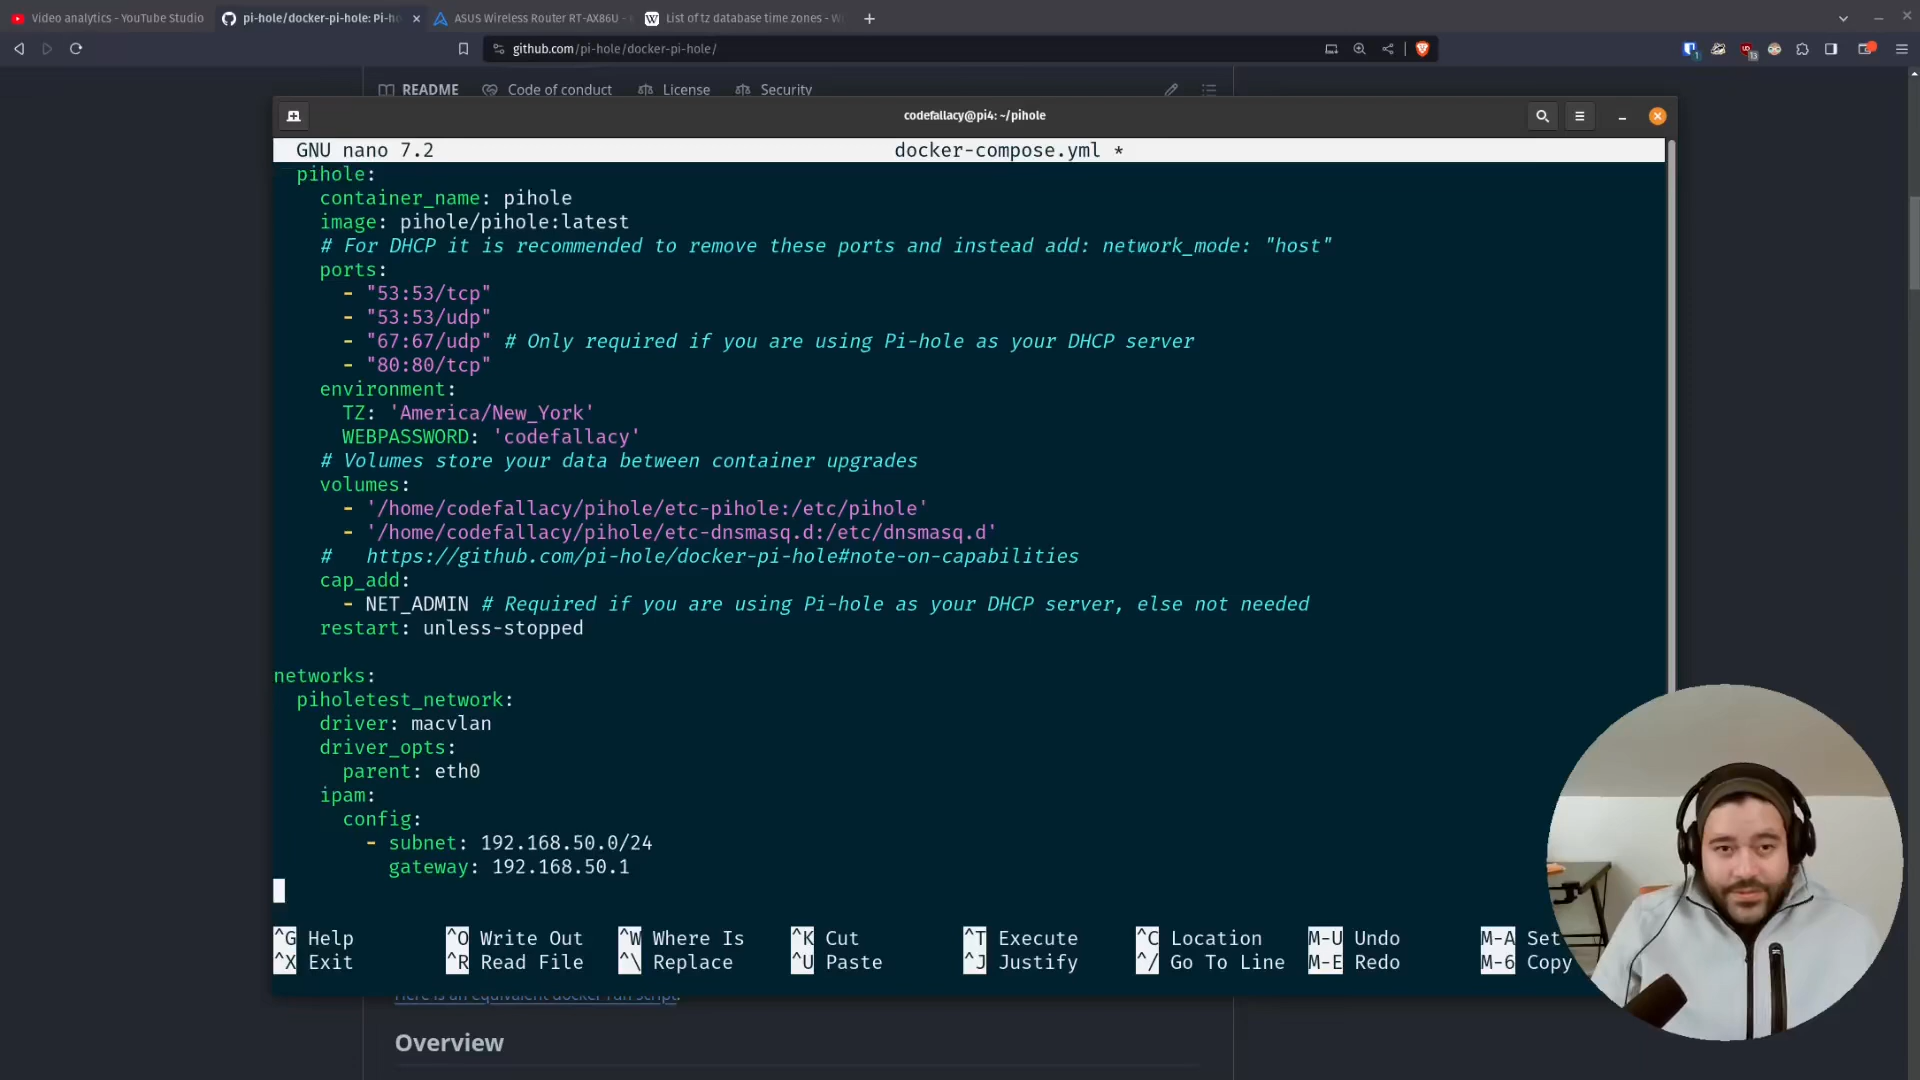 Video analytics - YouTube Studio
pi-hole/docker-pi-hole: Pi-ho
ASUS Wireless Router RT-AX86U -
List of tz database time zones - W
github.com/pi-hole/docker-pi-hole/
1
13
README
Code of conduct
License
Security
codefallacy@pi4: ~/pihole
GNU nano 7.2
docker-compose.yml *
pihole:
container_name: pihole
image: pihole/pihole:latest
# For DHCP it is recommended to remove these ports and instead add: network_mode: "host"
ports:
- "53:53/tcp"
- "53:53/udp"
- "67:67/udp" # Only required if you are using Pi-hole as your DHCP server
- "80:80/tcp"
environment:
TZ: 'America/New_York'
WEBPASSWORD: 'codefallacy'
# Volumes store your data between container upgrades
volumes:
- '/home/codefallacy/pihole/etc-pihole:/etc/pihole'
- '/home/codefallacy/pihole/etc-dnsmasq.d:/etc/dnsmasq.d'
#   https://github.com/pi-hole/docker-pi-hole#note-on-capabilities
cap_add:
- NET_ADMIN # Required if you are using Pi-hole as your DHCP server, else not needed
restart: unless-stopped
networks:
piholetest_network:
driver: macvlan
driver_opts:
parent: eth0
ipam:
config:
- subnet: 192.168.50.0/24
gateway: 192.168.50.1
^G Help ^O Write Out ^W Where Is ^K Cut ^T Execute ^C Location M-U Undo M-A Set
^X Exit ^R Read File ^\ Replace ^U Paste ^J Justify ^/ Go To Line M-E Redo M-6 Copy
Here is an equivalent docker run script.
Overview